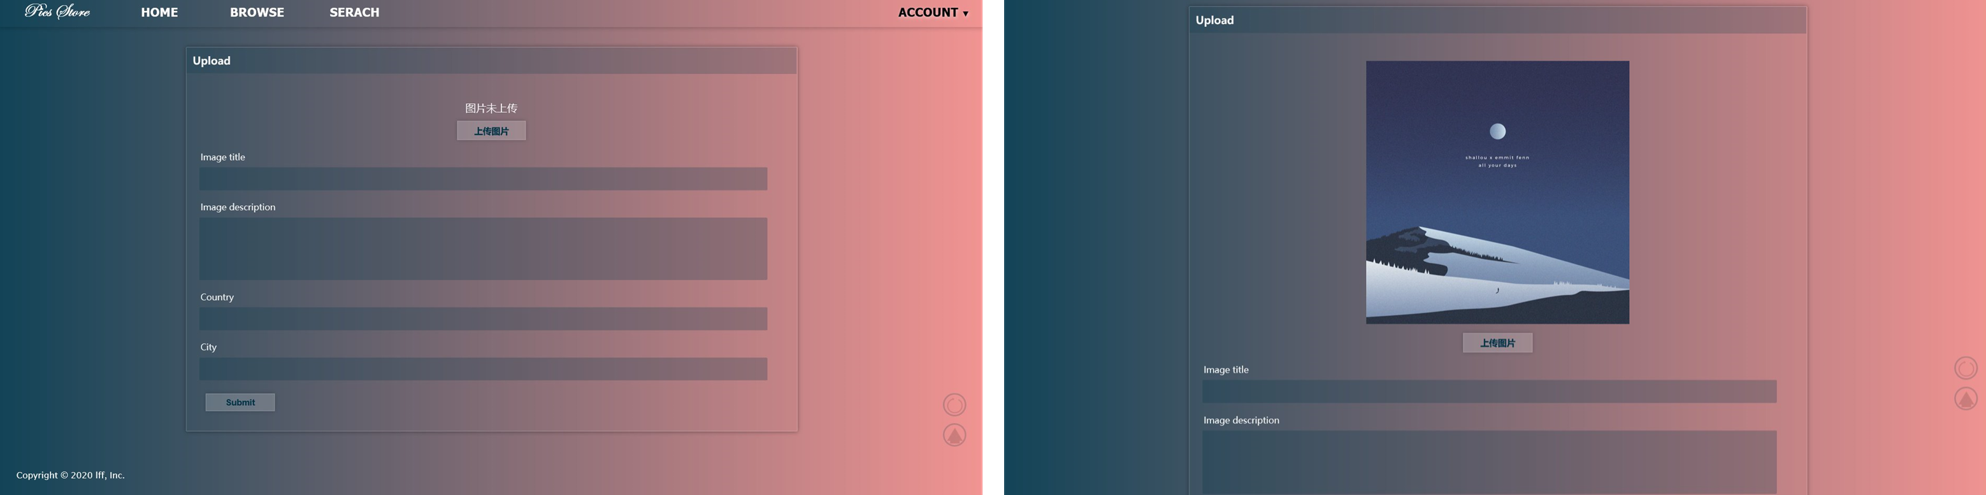 Pics Store HOME BROWSE SERACH ACCOUNT ▼
Upload
图片未上传
上传图片
Image title
Image description
Country
City
Submit
Copyright © 2020 lff, Inc.
Upload
shallou x emmit fenn
all your days
上传图片
Image title
Image description